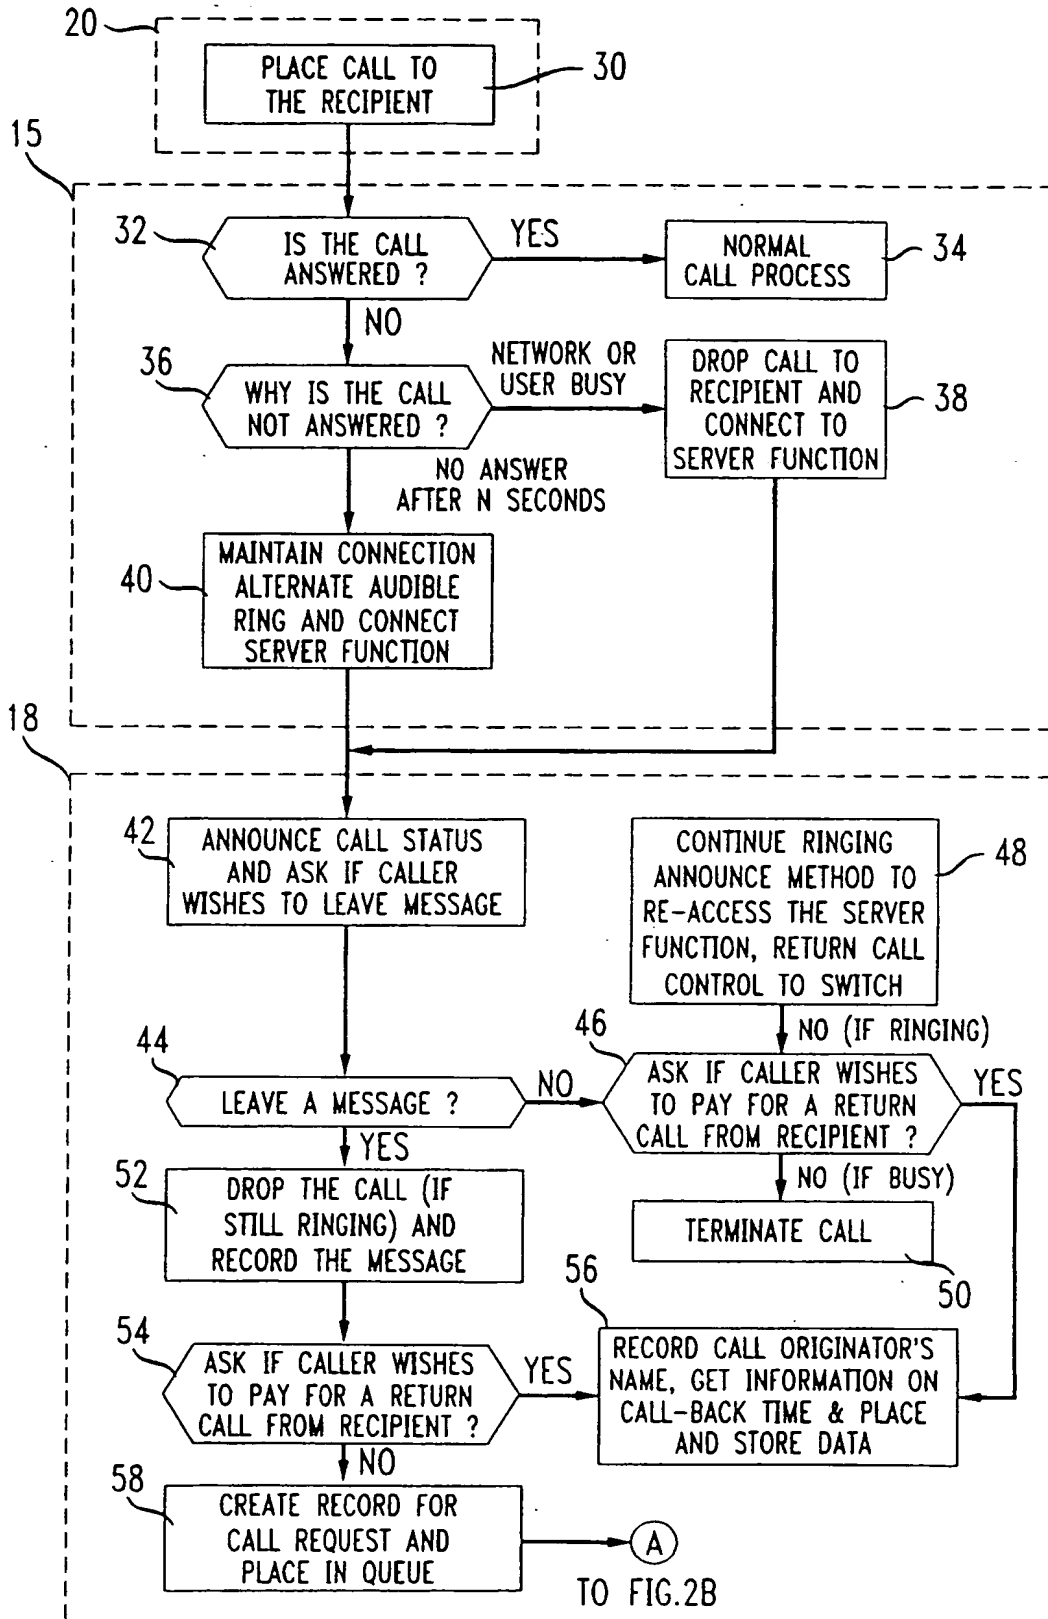 20
PLACE CALL TO
THE RECIPIENT
30
15
32
IS THE CALL
ANSWERED ?
YES
NORMAL
CALL PROCESS
34
NO
36
WHY IS THE CALL
NOT ANSWERED ?
NETWORK OR
USER BUSY
DROP CALL TO
RECIPIENT AND
CONNECT TO
SERVER FUNCTION
38
NO ANSWER
AFTER N SECONDS
40
MAINTAIN CONNECTION
ALTERNATE AUDIBLE
RING AND CONNECT
SERVER FUNCTION
18
42
ANNOUNCE CALL STATUS
AND ASK IF CALLER
WISHES TO LEAVE MESSAGE
CONTINUE RINGING
ANNOUNCE METHOD TO
RE-ACCESS THE SERVER
FUNCTION, RETURN CALL
CONTROL TO SWITCH
48
NO (IF RINGING)
44
LEAVE A MESSAGE ?
NO
46
ASK IF CALLER WISHES
TO PAY FOR A RETURN
CALL FROM RECIPIENT ?
YES
YES
NO (IF BUSY)
52
DROP THE CALL (IF
STILL RINGING) AND
RECORD THE MESSAGE
TERMINATE CALL
50
54
ASK IF CALLER WISHES
TO PAY FOR A RETURN
CALL FROM RECIPIENT ?
YES
56
RECORD CALL ORIGINATOR'S
NAME, GET INFORMATION ON
CALL-BACK TIME & PLACE
AND STORE DATA
NO
58
CREATE RECORD FOR
CALL REQUEST AND
PLACE IN QUEUE
A
TO FIG.2B